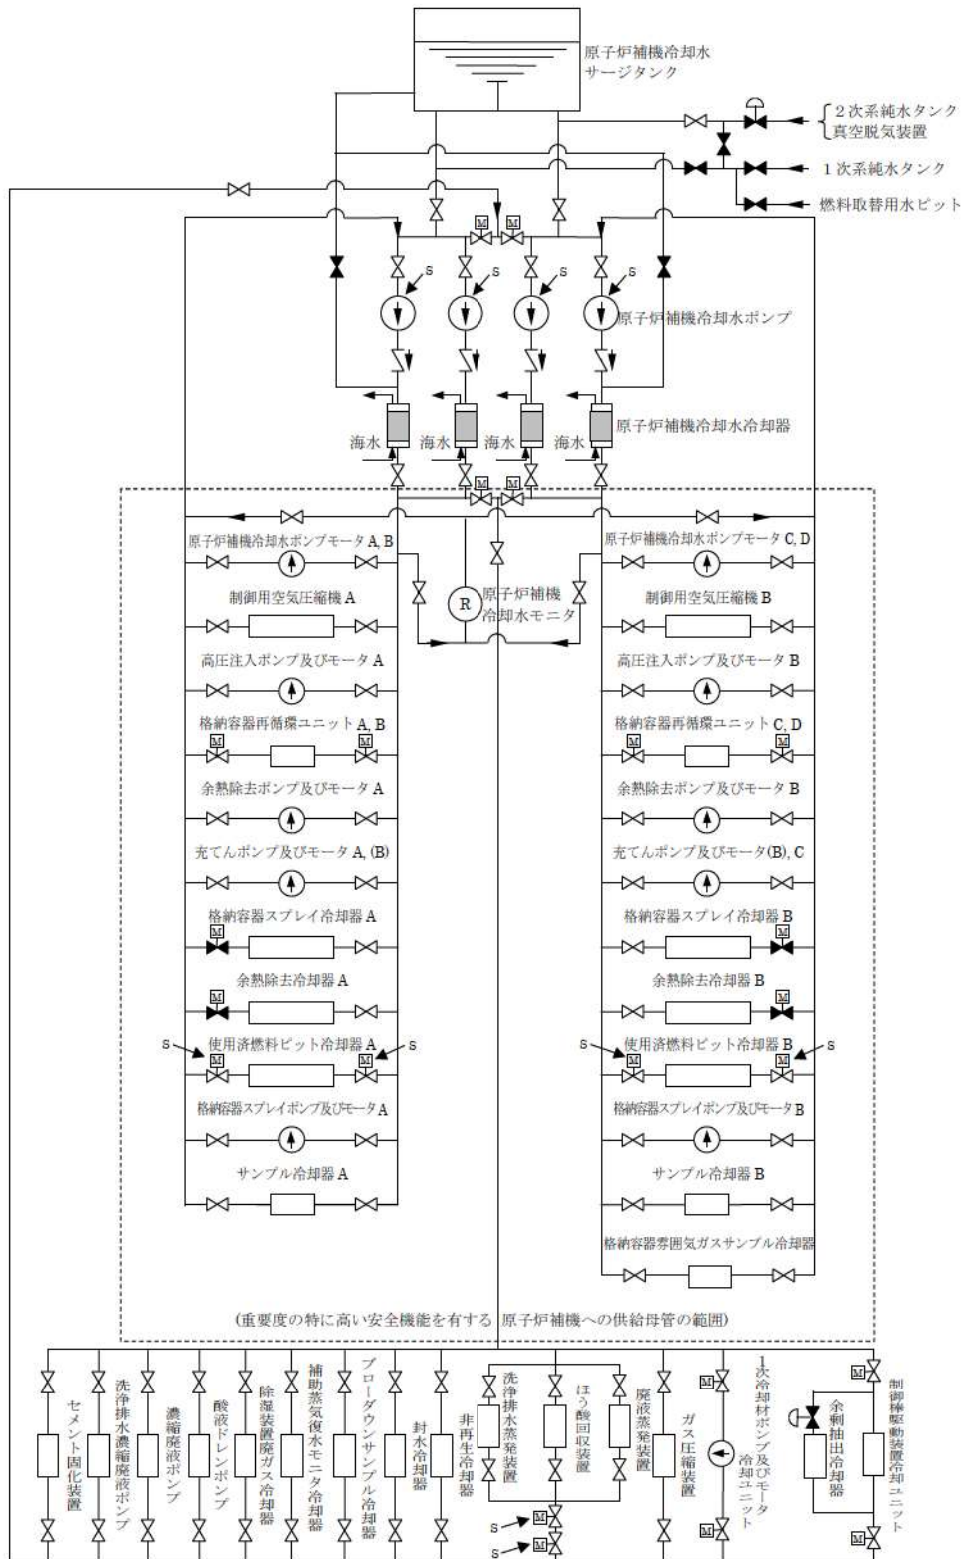 原子炉補機冷却水
サージタンク
2次系純水タンク
真空脱気装置
1次系純水タンク
燃料取替用水ピット
M
M
S
S
S
S
原子炉補機冷却水ポンプ
原子炉補機冷却水冷却器
海水
海水
海水
海水
M
M
原子炉補機冷却水ポンプモータ A, B
原子炉補機冷却水ポンプモータ C, D
制御用空気圧縮機 A
R
原子炉補機
冷却水モニタ
制御用空気圧縮機 B
高圧注入ポンプ及びモータ A
高圧注入ポンプ及びモータ B
格納容器再循環ユニット A, B
M
M
格納容器再循環ユニット C, D
M
M
余熱除去ポンプ及びモータ A
余熱除去ポンプ及びモータ B
充てんポンプ及びモータ A, (B)
充てんポンプ及びモータ(B), C
格納容器スプレイ冷却器 A
M
格納容器スプレイ冷却器 B
M
余熱除去冷却器 A
M
余熱除去冷却器 B
M
使用済燃料ピット冷却器 A
S
M
M
S
使用済燃料ピット冷却器 B
S
M
M
S
格納容器スプレイポンプ及びモータ A
格納容器スプレイポンプ及びモータ B
サンプル冷却器 A
サンプル冷却器 B
格納容器雰囲気ガスサンプル冷却器
(重要度の特に高い安全機能を有する 原子炉補機への供給母管の範囲)
セメント固化装置
洗浄排水濃縮廃液ポンプ
濃縮廃液ポンプ
酸液ドレンポンプ
除湿装置廃ガス冷却器
補助蒸気復水モニタ冷却器
ブローダウンサンプル冷却器
封水冷却器
非再生冷却器
洗浄排水蒸発装置
ほう酸回収装置
廃液蒸発装置
S
M
S
M
ガス圧縮装置
M
1次冷却材ポンプ及びモータ
冷却ユニット
M
余剰抽出冷却器
M
制御棒駆動装置冷却ユニット
M